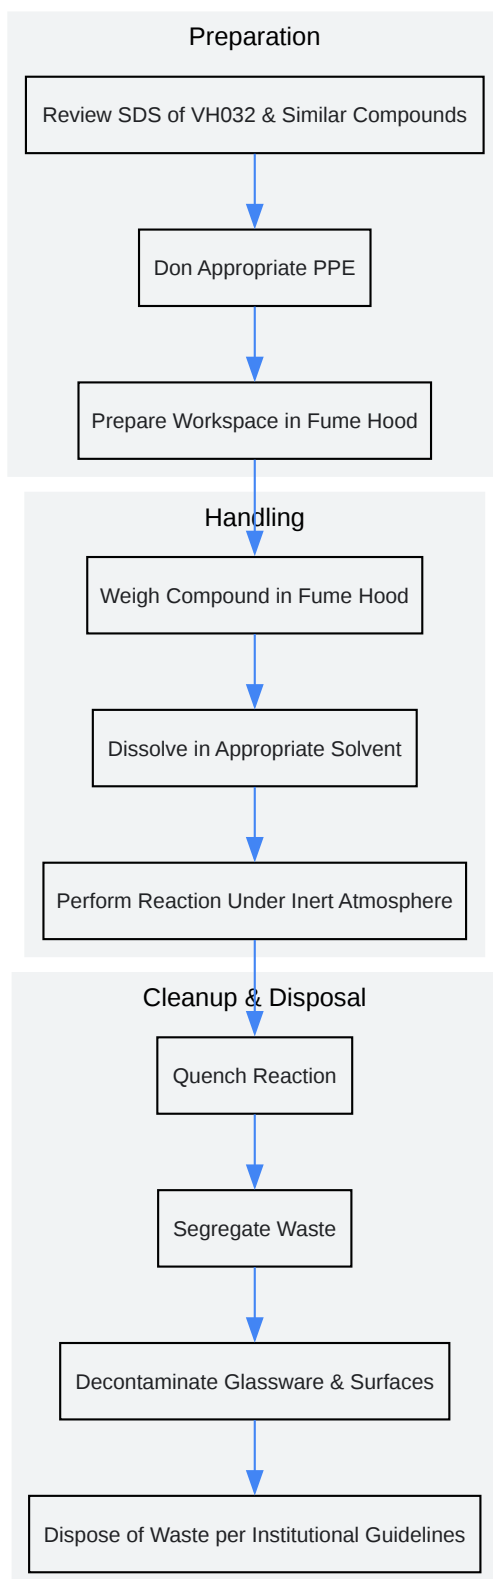 Preparation
Review SDS of VH032 & Similar Compounds
Don Appropriate PPE
Prepare Workspace in Fume Hood
Handling
Weigh Compound in Fume Hood
Dissolve in Appropriate Solvent
Perform Reaction Under Inert Atmosphere
Cleanup & Disposal
Quench Reaction
Segregate Waste
Decontaminate Glassware & Surfaces
Dispose of Waste per Institutional Guidelines